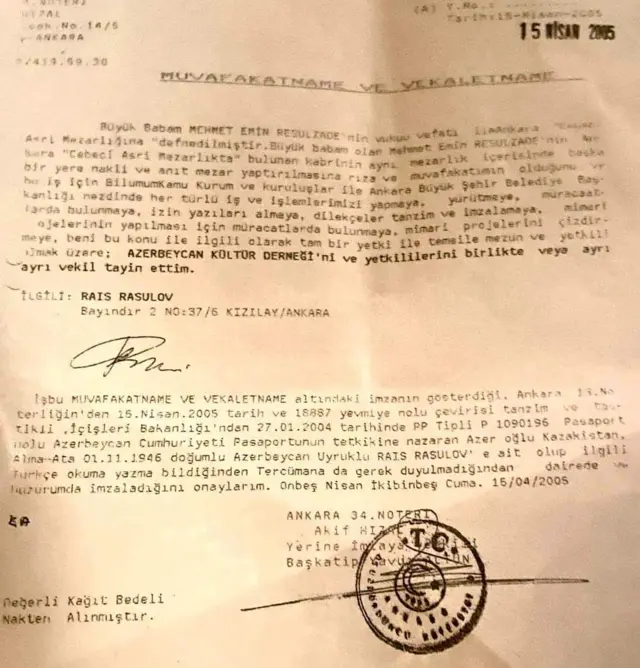 .NOTERİ
14/6
ANKARA
/419.59.30
(A) Y.No.:
Tarih:15-Nisan-2005
15 NİSAN 2005
MUVAFAKATNAME VE VEKALETNAME
Büyük Babam MEHMET EMİN RESULZADE'nin vukuu vefatı ile Ankara
Asri Mezarlığına "defnedilmiştir.Büyük babam olan Mehmet Emin RESULZADE'nin
"Cebeci Asri Mezarlıkta" bulunan kabrinin aynı mezarlık içerisinde başka
bir yere nakli ve anıt mezar yaptırılmasına rıza ve muvafakatımın olduğunu ve
her iş için BilumumKamu Kurum ve kuruluşlar ile Ankara Büyük Şehir Belediye Baş-
kanlığı nezdinde her türlü iş ve işlemlerimizi yapmaya, yürütmeye, müracaat-
larda bulunmaya, izin yazıları almaya, dilekçeler tanzim ve imzalamaya, mimari
ojelerinin yapılması için müracatlarda bulunmaya, mimari projelerini çizdir-
meye, beni bu konu ile ilgili olarak tam bir yetki ile temsile mezun ve yetkili
olmak üzere; AZERBEYCAN KÜLTÜR DERNEĞİ'ni ve yetkililerini birlikte veya ayrı
ayrı vekil tayin ettim.
İLGİLİ: RAIS RASULOV
Bayındır 2 NO:37/6 KIZILAY/ANKARA
İşbu MUVAFAKATNAME VE VEKALETNAME altındaki imzanın gösterdiği, Ankara 13.No
terliğin'den 15.Nisan.2005 tarih ve 18887 yevmiye nolu çevirisi tanzim ve tas-
tikli ,İçişleri Bakanlığı'ndan 27.01.2004 tarihinde PP Tipli P 1090196 Pasaport
nolu Azerbeycan Cumhuriyeti Pasaportunun tetkikine nazaran Azer oğlu Kazakistan,
Alma-Ata 01.11.1946 doğumlu Azerbeycan Uyruklu RAIS RASULOV' e ait olup ilgili
Türkçe okuma yazma bildiğinden Tercümana da gerek duyulmadığından dairede ve
huzurumda imzaladığını onaylarım. Onbeş Nisan İkibinbeş Cuma. 15/04/2005
ANKARA 34.NOTERİ
Akif
Yerine İmzaya
Başkatip
T.C.
Değerli Kağıt Bedeli
Nakten Alınmıştır.